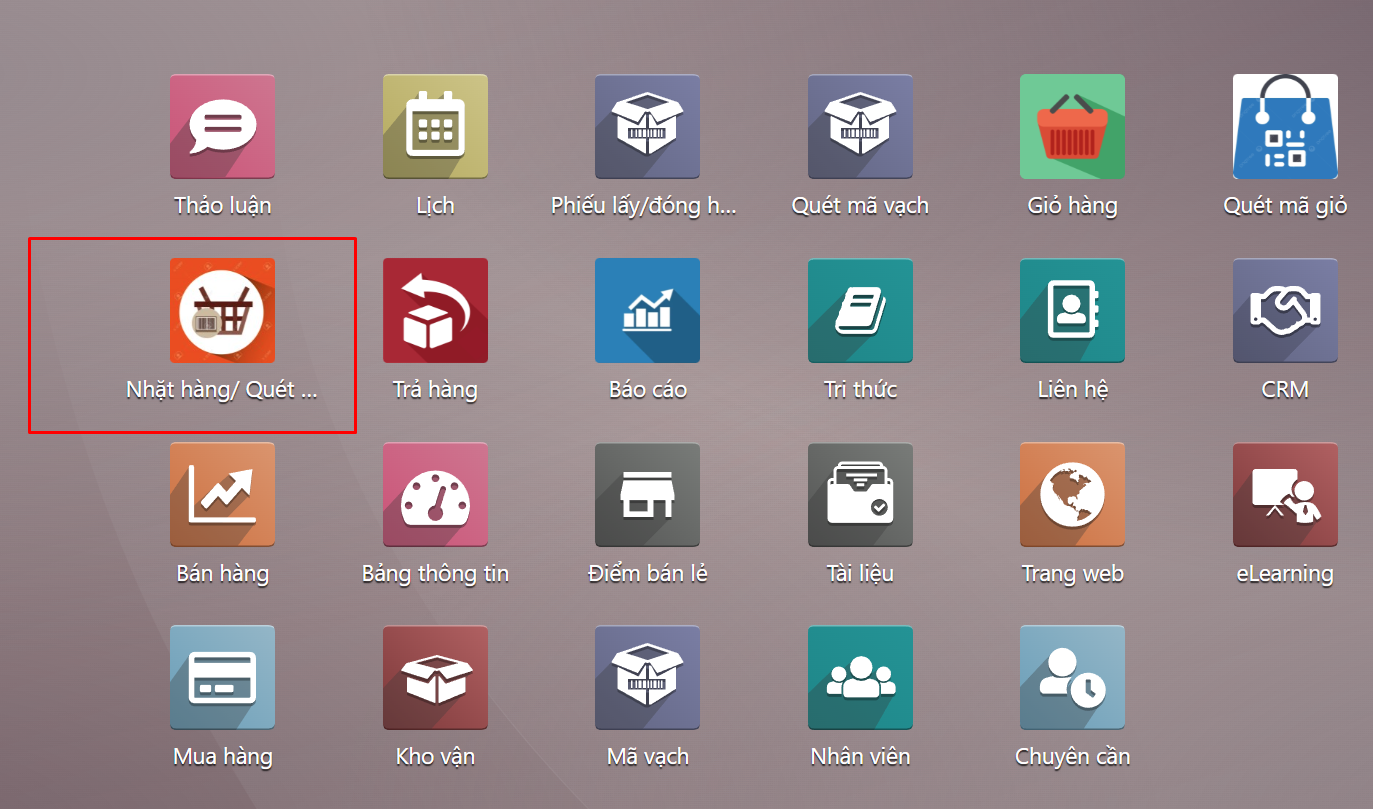 Thảo luận
Lịch
Phiếu lấy/đóng h...
Quét mã vạch
Giỏ hàng
Quét mã giỏ
Nhặt hàng/ Quét ...
Trả hàng
Báo cáo
Tri thức
Liên hệ
CRM
Bán hàng
Bảng thông tin
Điểm bán lẻ
Tài liệu
Trang web
eLearning
Mua hàng
Kho vận
Mã vạch
Nhân viên
Chuyên cần